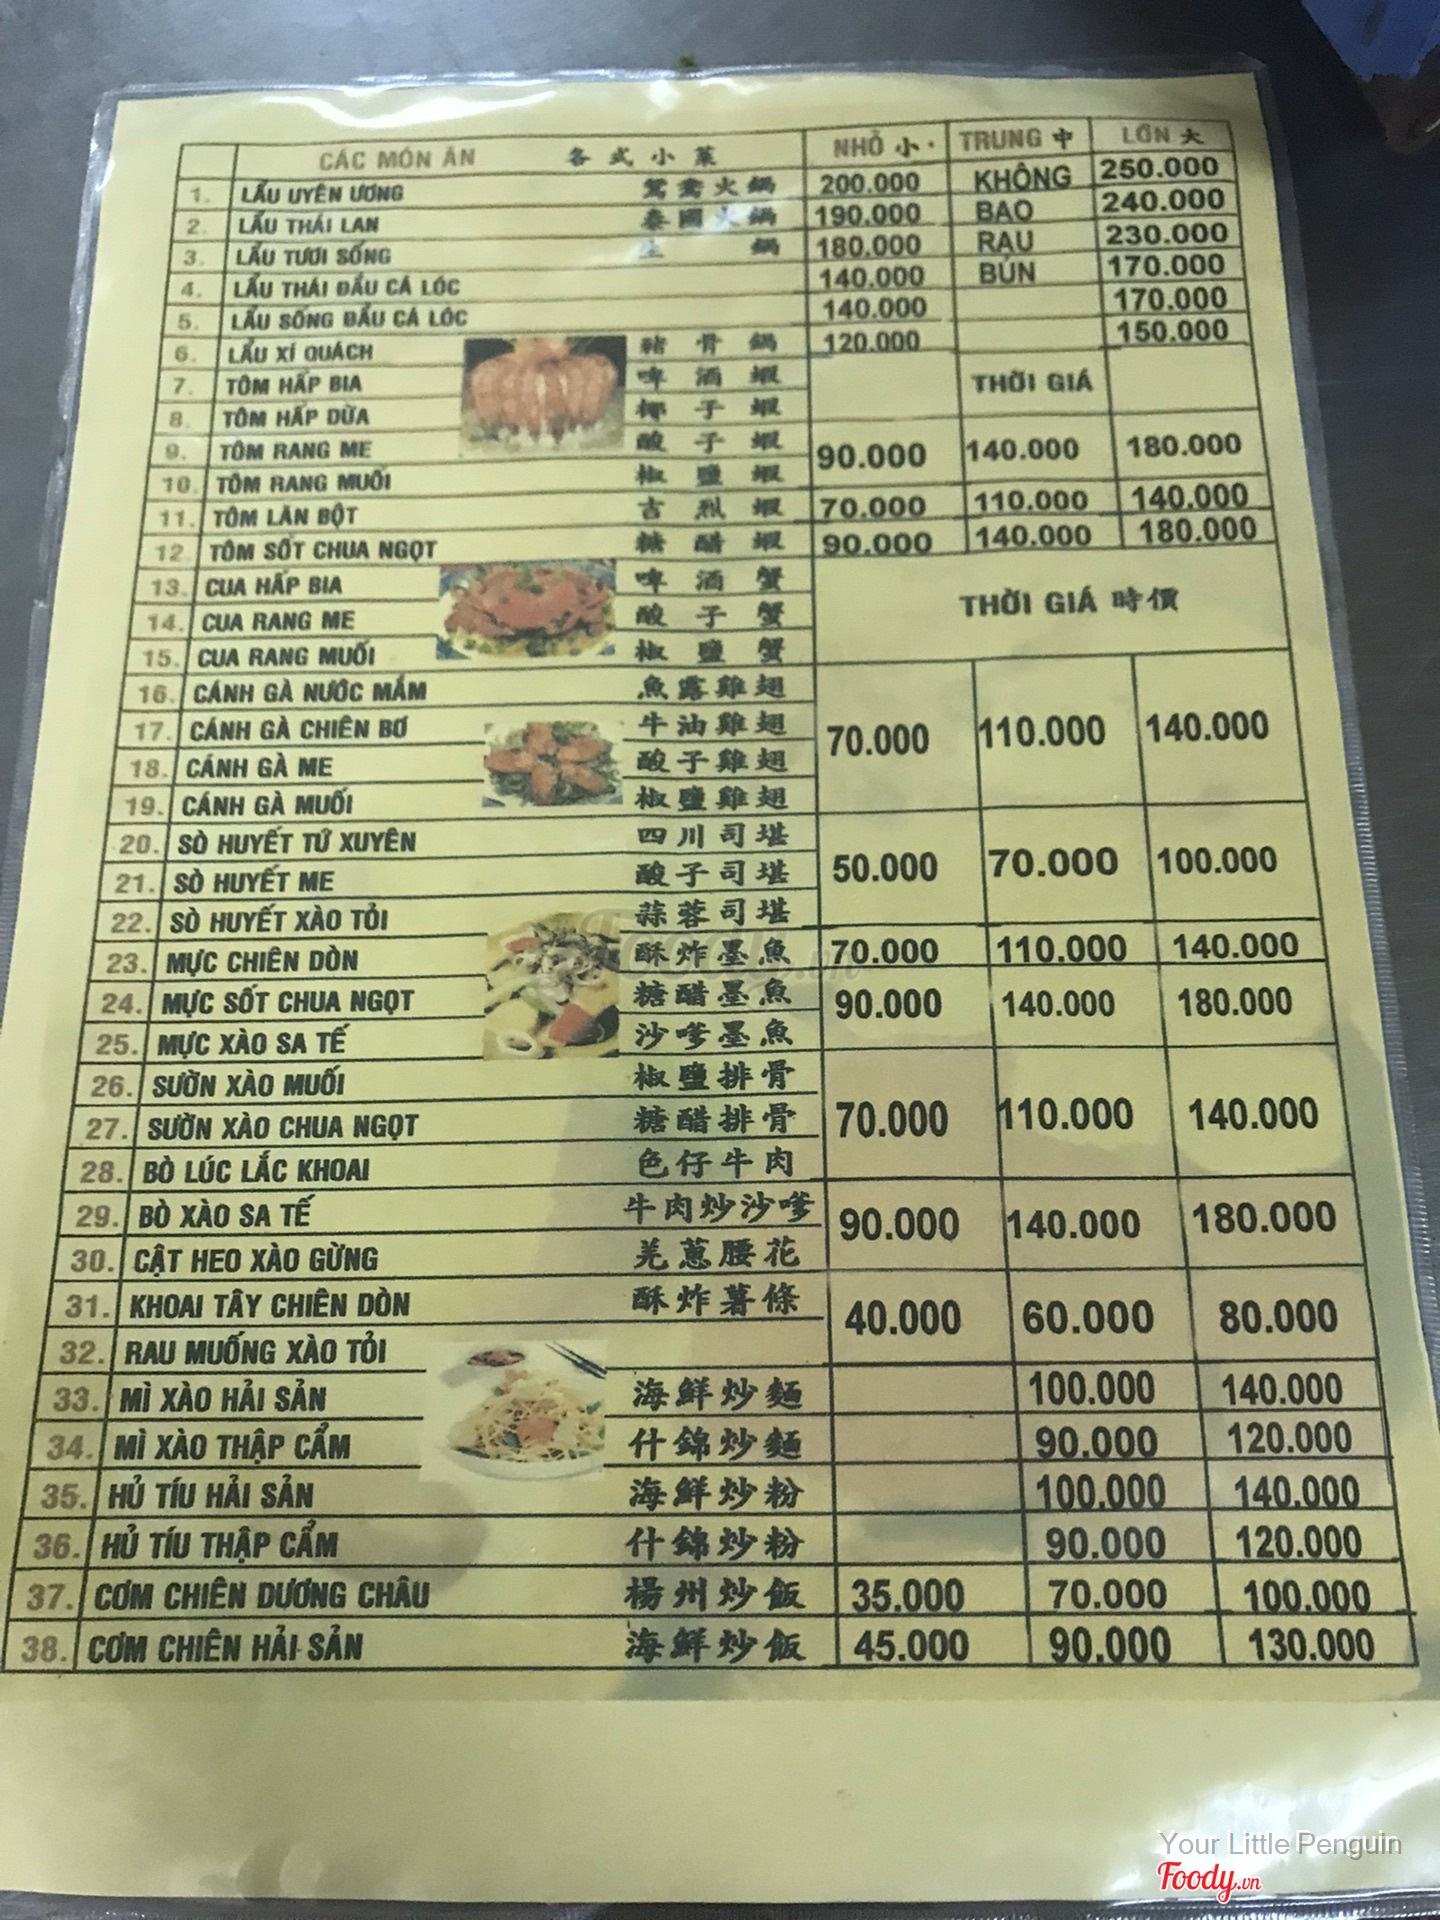 CÁC MÓN ĂN 各式小菜 NHỎ 小 TRUNG 中 LỚN 大
1. LẨU UYÊN ƯƠNG 鴛鴦火鍋 200.000 KHÔNG 250.000
2. LẨU THÁI LAN 泰國火鍋 190.000 BAO 240.000
3. LẨU TƯƠI SỐNG 生鍋 180.000 RAU 230.000
4. LẨU THÁI ĐẦU CÁ LÓC 140.000 BÚN 170.000
5. LẨU SỐNG ĐẦU CÁ LÓC 140.000 170.000
6. LẨU XÍ QUÁCH 豬骨鍋 120.000 150.000
7. TÔM HẤP BIA 啤酒蝦 THỜI GIÁ
8. TÔM HẤP DỪA 椰子蝦
9. TÔM RANG ME 酸子蝦 90.000 140.000 180.000
10. TÔM RANG MUỐI 椒鹽蝦
11. TÔM LĂN BỘT 吉烈蝦 70.000 110.000 140.000
12. TÔM SỐT CHUA NGỌT 糖醋蝦 90.000 140.000 180.000
13. CUA HẤP BIA 啤酒蟹 THỜI GIÁ 時價
14. CUA RANG ME 酸子蟹
15. CUA RANG MUỐI 椒鹽蟹
16. CÁNH GÀ NƯỚC MẮM 魚露雞翅
17. CÁNH GÀ CHIÊN BƠ 牛油雞翅 70.000 110.000 140.000
18. CÁNH GÀ ME 酸子雞翅
19. CÁNH GÀ MUỐI 椒鹽雞翅
20. SÒ HUYẾT TỨ XUYÊN 四川司堪
21. SÒ HUYẾT ME 酸子司堪 50.000 70.000 100.000
22. SÒ HUYẾT XÀO TỎI 蒜蓉司堪
23. MỰC CHIÊN DÒN 酥炸墨魚 70.000 110.000 140.000
24. MỰC SỐT CHUA NGỌT 糖醋墨魚 90.000 140.000 180.000
25. MỰC XÀO SA TẾ 沙嗲墨魚
26. SƯỜN XÀO MUỐI 椒鹽排骨
27. SƯỜN XÀO CHUA NGỌT 糖醋排骨 70.000 110.000 140.000
28. BÒ LÚC LẮC KHOAI 色仔牛肉
29. BÒ XÀO SA TẾ 牛肉炒沙嗲 90.000 140.000 180.000
30. CẬT HEO XÀO GỪNG 羌蔥腰花
31. KHOAI TÂY CHIÊN DÒN 酥炸薯條 40.000 60.000 80.000
32. RAU MUỐNG XÀO TỎI
33. MÌ XÀO HẢI SẢN 海鮮炒麵 100.000 140.000
34. MÌ XÀO THẬP CẨM 什錦炒麵 90.000 120.000
35. HỦ TÍU HẢI SẢN 海鮮炒粉 100.000 140.000
36. HỦ TÍU THẬP CẨM 什錦炒粉 90.000 120.000
37. CƠM CHIÊN DƯƠNG CHÂU 楊州炒飯 35.000 70.000 100.000
38. CƠM CHIÊN HẢI SẢN 海鮮炒飯 45.000 90.000 130.000
Your Little Penguin
Foody.vn